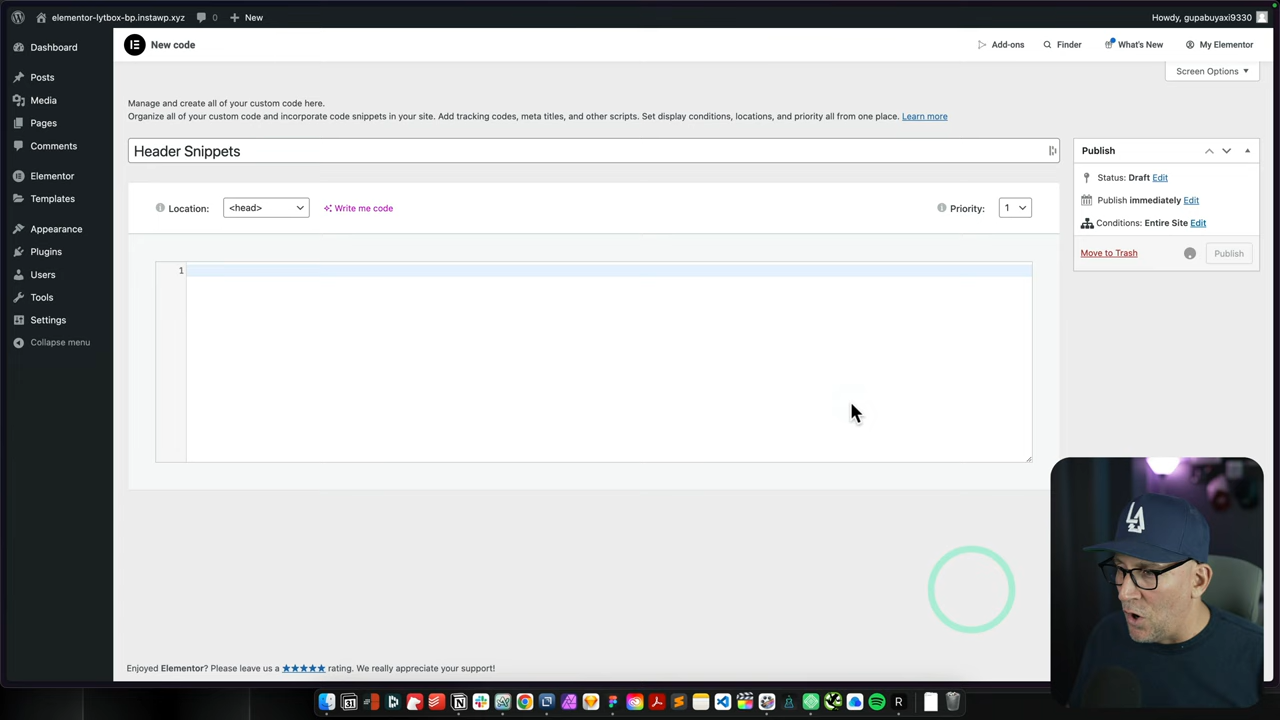 elementor-lytbox-bp.instawp.xyz 0 New Howdy, gupabuyaxi9330
Dashboard
Posts
Media
Pages
Comments
Elementor
Templates
Appearance
Plugins
Users
Tools
Settings
Collapse menu
New code Add-ons Finder What's New My Elementor
Screen Options
Manage and create all of your custom code here.
Organize all of your custom code and incorporate code snippets in your site. Add tracking codes, meta titles, and other scripts. Set display conditions, locations, and priority all from one place. Learn more
Header Snippets
Location: <head> Write me code Priority: 1
1
Publish
Status: Draft Edit
Publish immediately Edit
Conditions: Entire Site Edit
Move to Trash Publish
Enjoyed Elementor? Please leave us a ★★★★★ rating. We really appreciate your support!